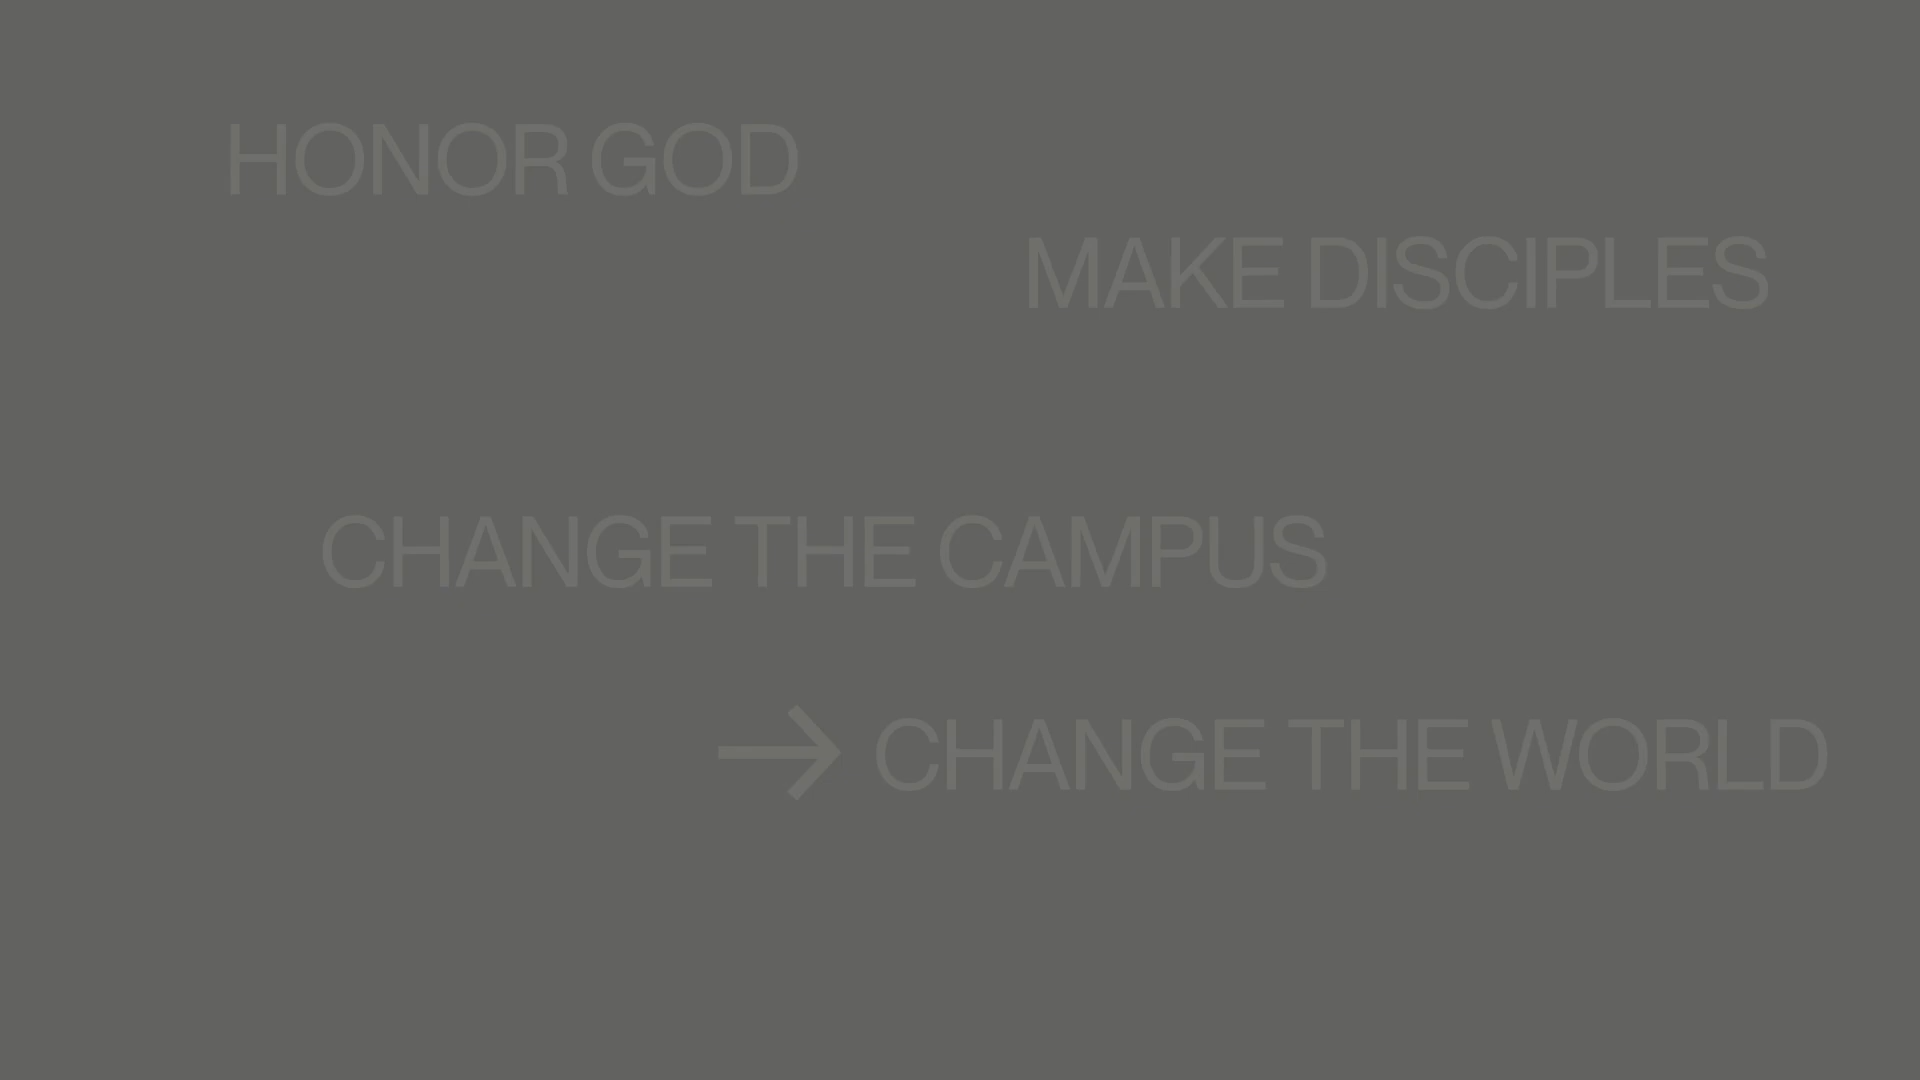 HONOR GOD
MAKE DISCIPLES
CHANGE THE CAMPUS
→ CHANGE THE WORLD